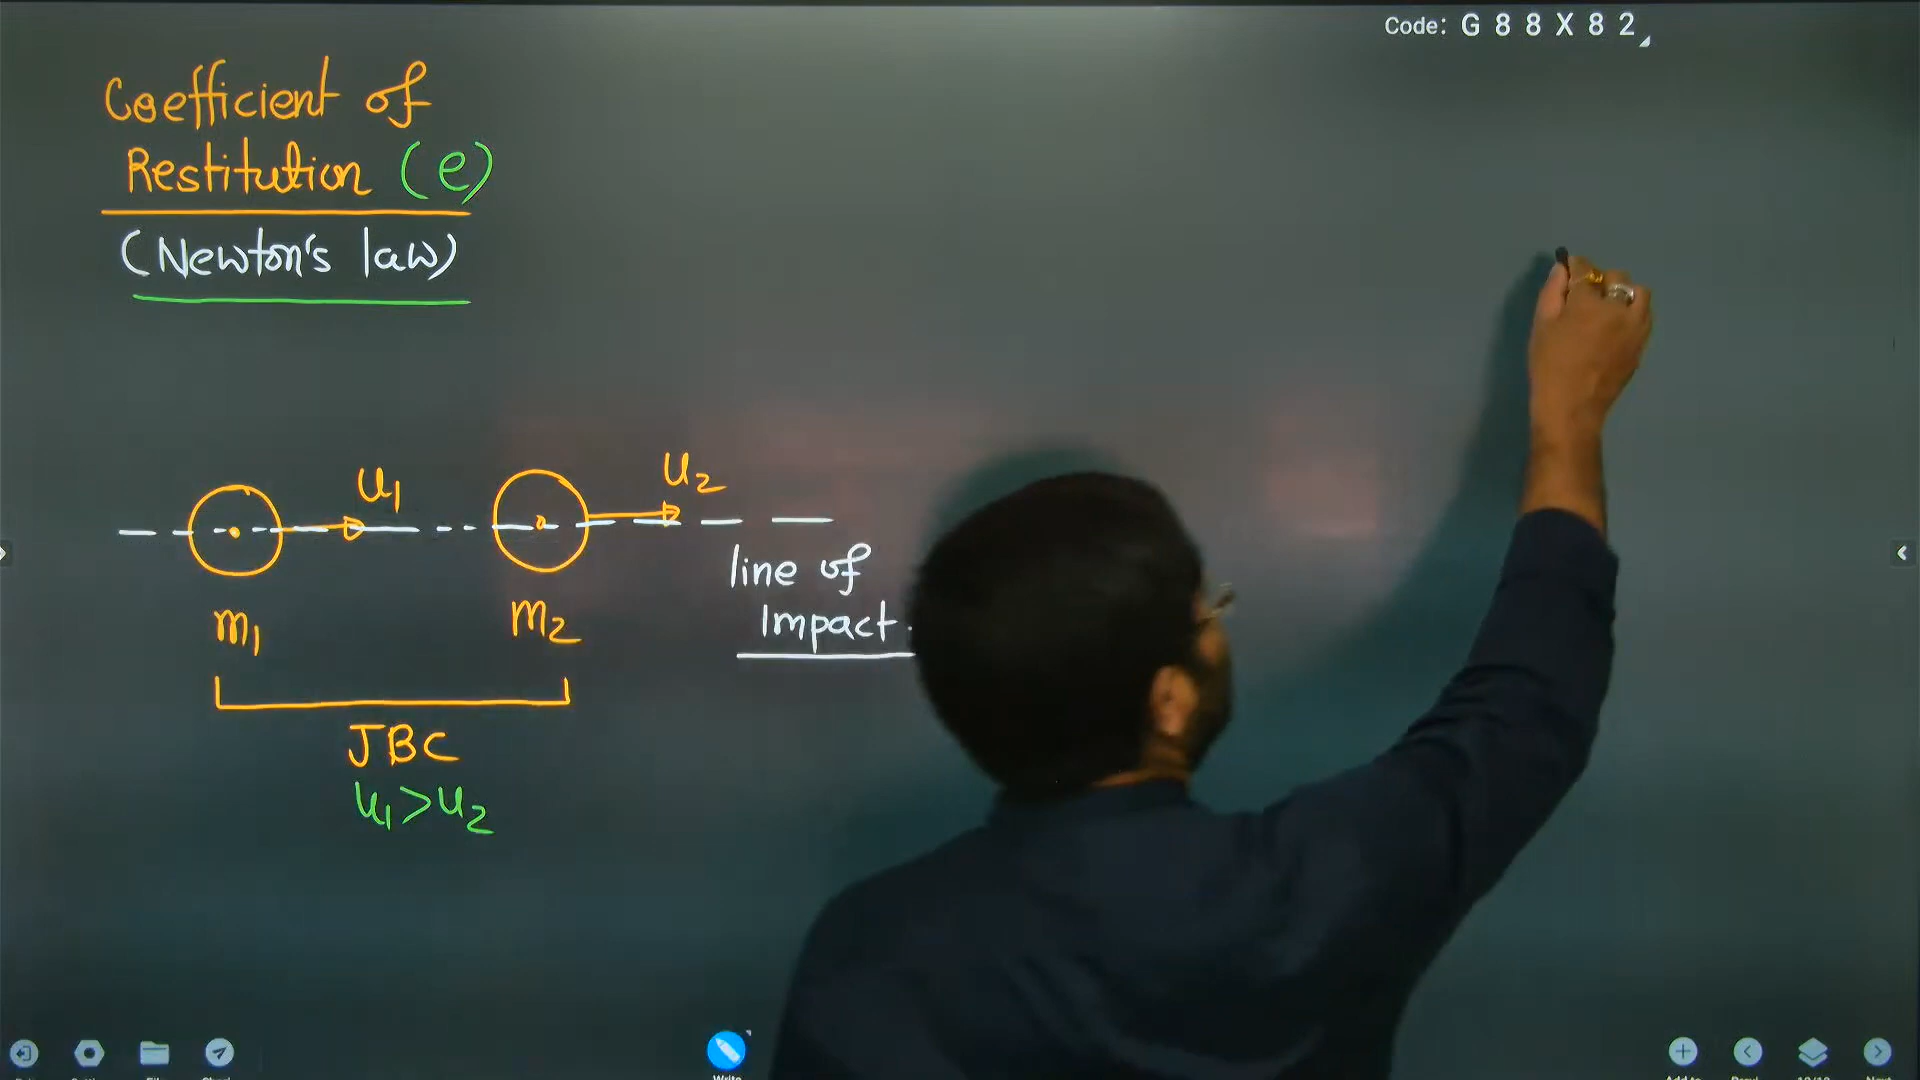 Code: G 8 8 X 8 2
Coefficient of
Restitution (e)
(Newton's law)
u1
u2
line of
Impact.
m1
m2
JBC
u1>u2
Write